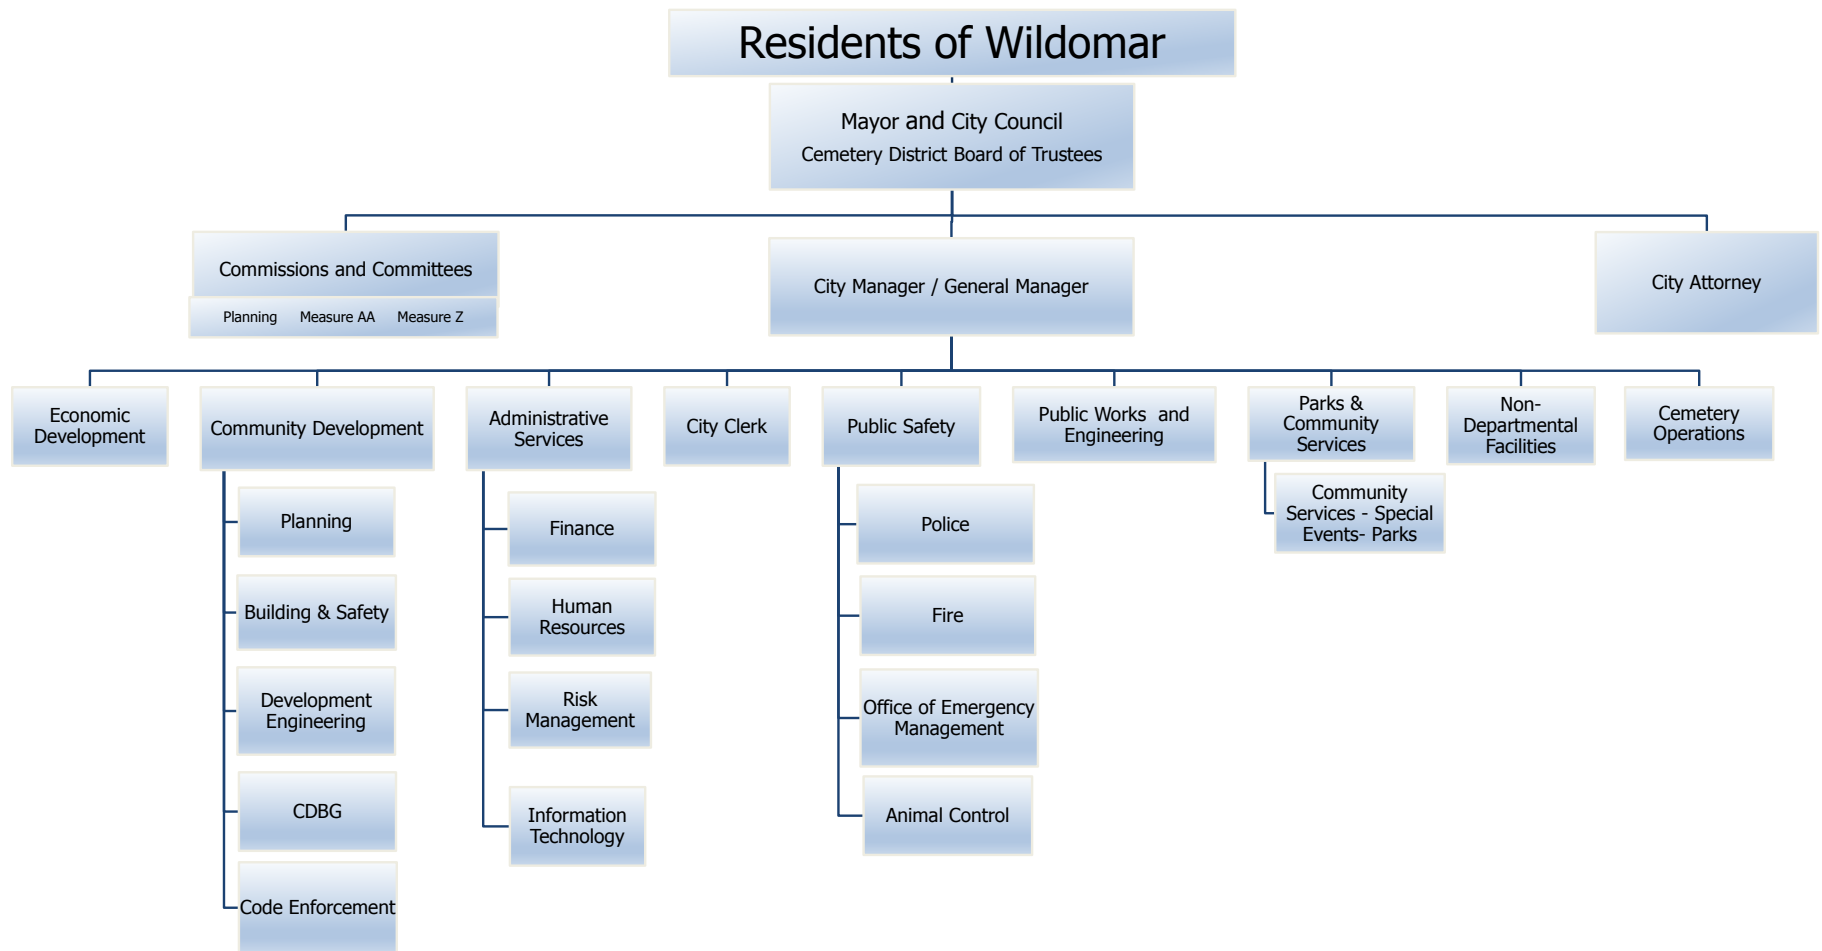 Residents of Wildomar
Mayor and City Council
Cemetery District Board of Trustees
Commissions and Committees
Planning Measure AA Measure Z
City Manager / General Manager
City Attorney
Economic
Development
Community Development
Administrative
Services
City Clerk
Public Safety
Public Works and
Engineering
Parks &
Community
Services
Non-
Departmental
Facilities
Cemetery
Operations
Planning
Building & Safety
Development
Engineering
CDBG
Code Enforcement
Finance
Human
Resources
Risk
Management
Information
Technology
Police
Fire
Office of Emergency
Management
Animal Control
Community
Services - Special
Events- Parks